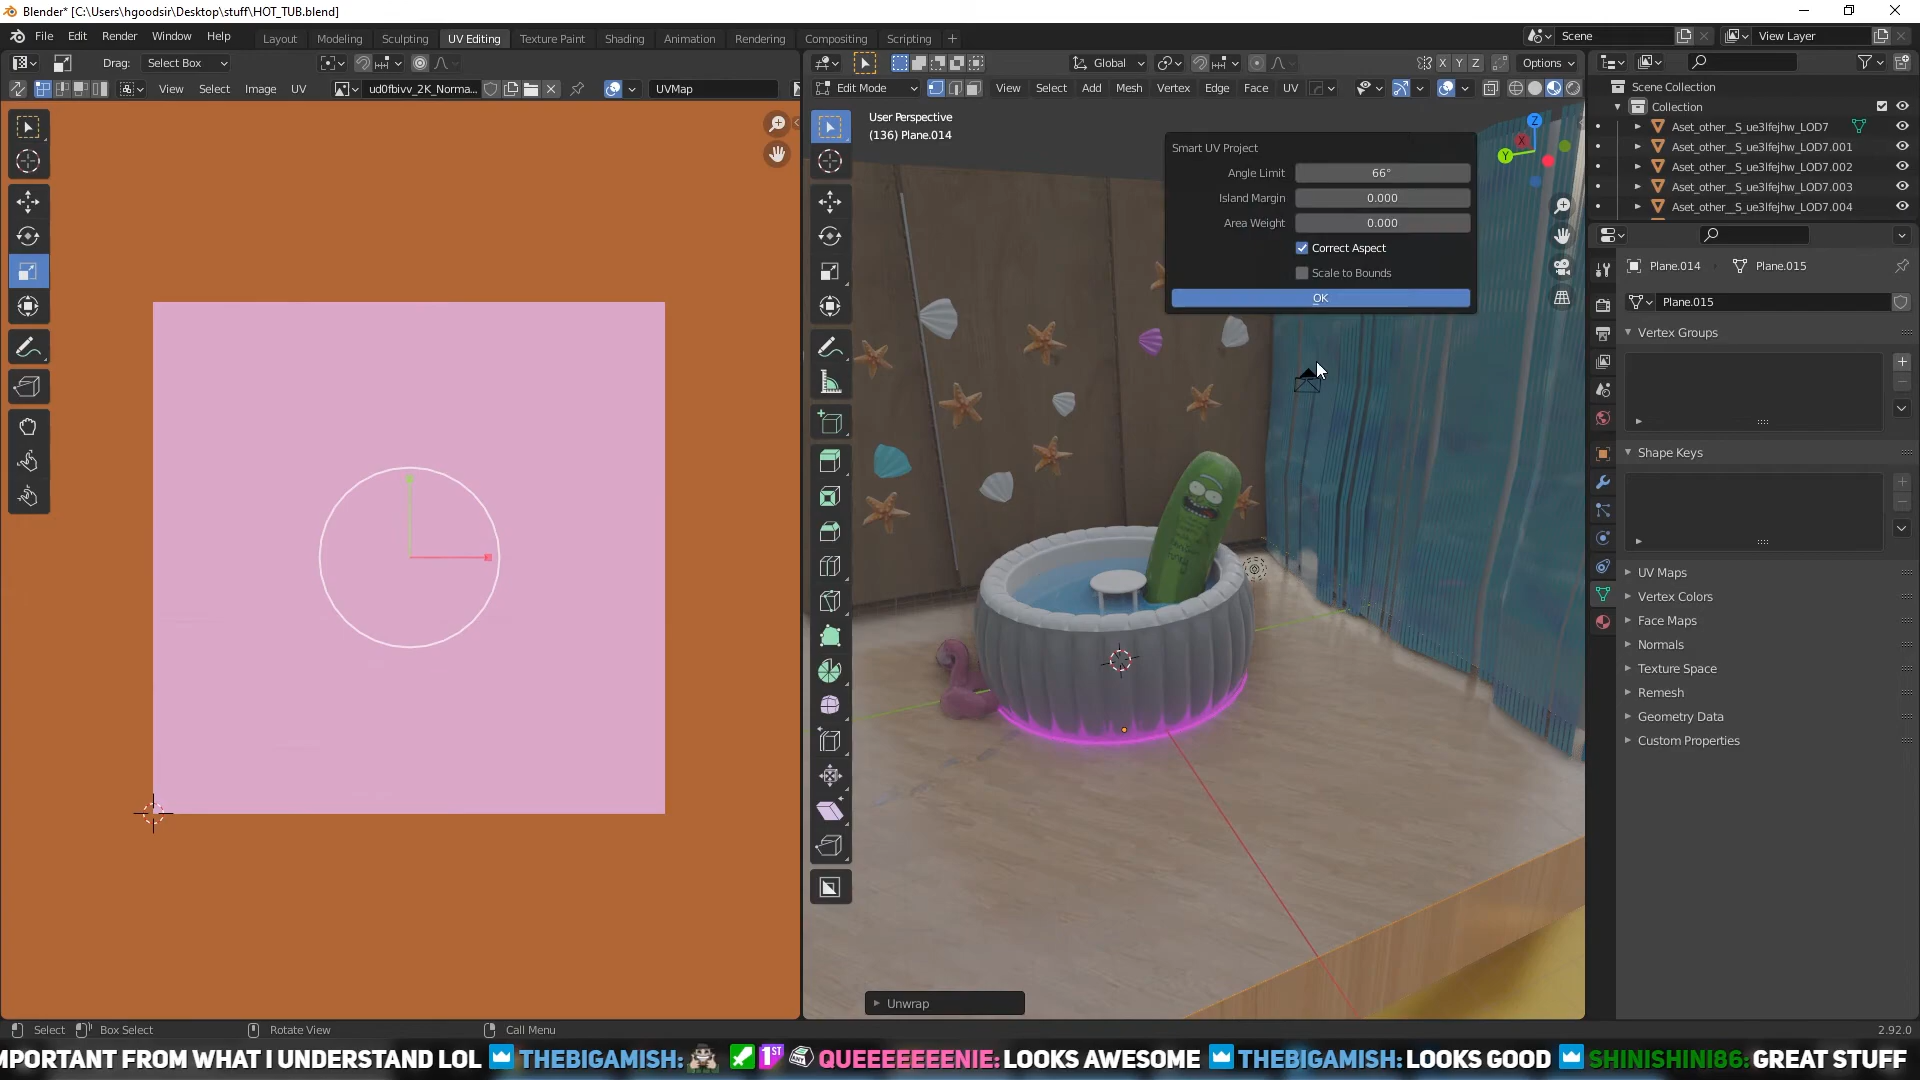 Blender* [C:\Users\hgoodsir\Desktop\stuff\HOT_TUB.blend]
File Edit Render Window Help
Layout Modeling Sculpting UV Editing Texture Paint Shading Animation Rendering Compositing Scripting
Scene
View Layer
Drag: Select Box
Global
X Y Z
Options
View Select Image UV
ud0fbivv_2K_Norma...
UVMap
Edit Mode
View Select Add Mesh Vertex Edge Face UV
User Perspective
(136) Plane.014
Smart UV Project
Angle Limit 66°
Island Margin 0.000
Area Weight 0.000
Correct Aspect
Scale to Bounds
OK
Z
X
Y
Scene Collection
Collection
Aset_other__S_ue3lfejhw_LOD7
Aset_other__S_ue3lfejhw_LOD7.001
Aset_other__S_ue3lfejhw_LOD7.002
Aset_other__S_ue3lfejhw_LOD7.003
Aset_other__S_ue3lfejhw_LOD7.004
Plane.014 Plane.015
Plane.015
Vertex Groups
Shape Keys
UV Maps
Vertex Colors
Face Maps
Normals
Texture Space
Remesh
Geometry Data
Custom Properties
Unwrap
Select Box Select Rotate View Call Menu
2.92.0
MPORTANT FROM WHAT I UNDERSTAND LOL THEBIGAMISH: 1ST QUEEEEEEENIE: LOOKS AWESOME THEBIGAMISH: LOOKS GOOD SHINISHINI86: GREAT STUFF